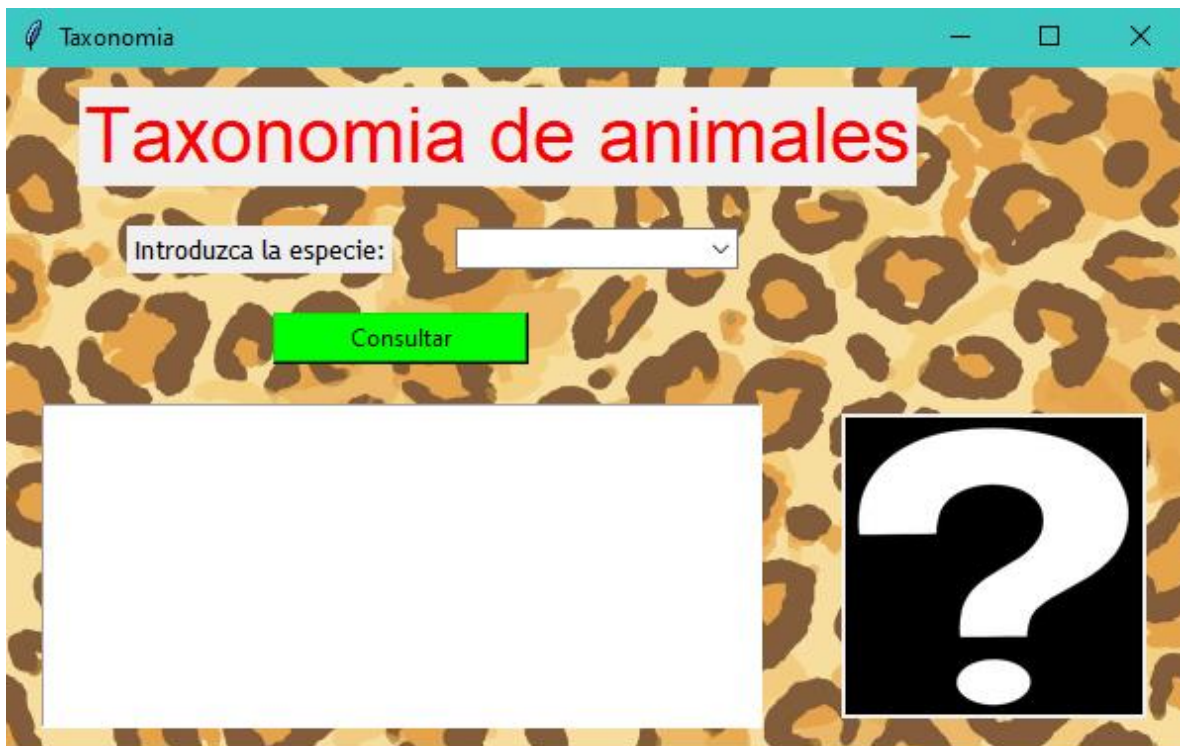 Taxonomia
Taxonomia de animales
Introduzca la especie:
Consultar
?